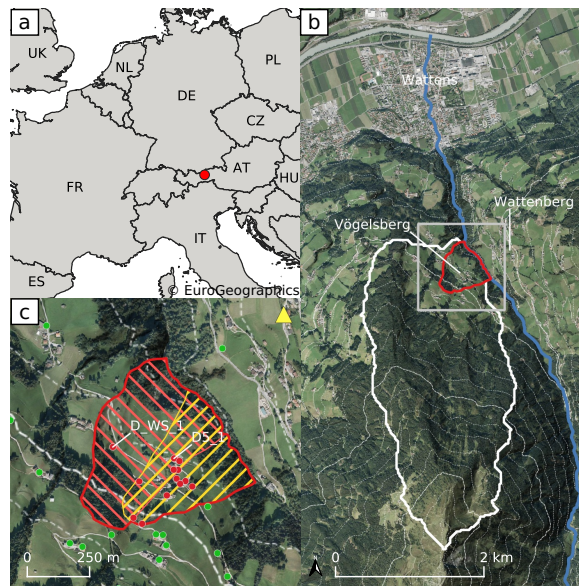 a
UK
NL
PL
DE
CZ
FR
AT
HU
IT
ES
© EuroGeographics
b
Wattens
Wattenberg
Vögelsberg
0 2 km
c
D_WS_1
D5_1
0 250 m